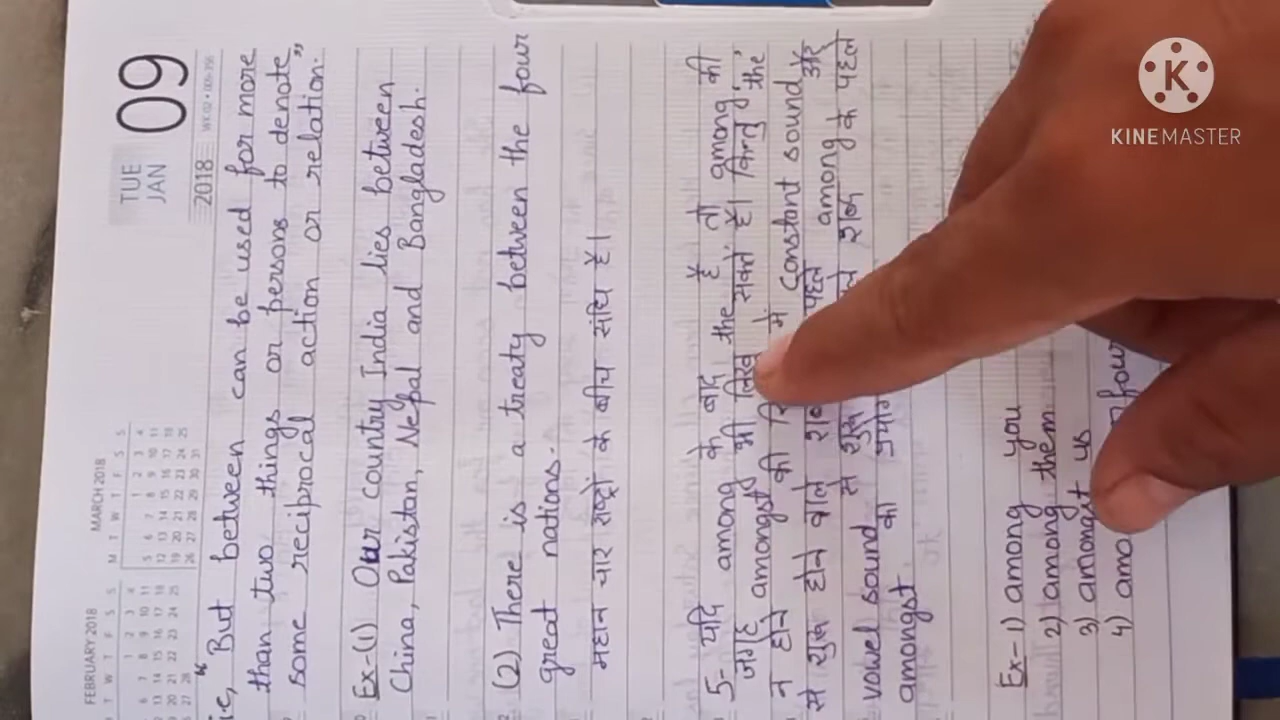 FEBRUARY 2018
MARCH 2018
TUE
JAN
09
2018
ie, "But between can be used for more
than two things or persons to denote
some reciprocal action or relation."
Ex-(1) Our country India lies between
China, Pakistan, Nepal and Bangladesh.
(2) There is a treaty between the four
great nations.
महान चार राष्ट्रों के बीच संधि है।
5- यदि among के बाद the है तो among की
जगह amongst भी लिख सकते हैं। किन्तु 'the'
न होने की में constant sound
से शुरू होने वाले पहले among और
vowel sound से शुरू शब्द के पहले
amongst का
Ex-1) among you
2) among them
3) amongst us
4) four
KINEMASTER